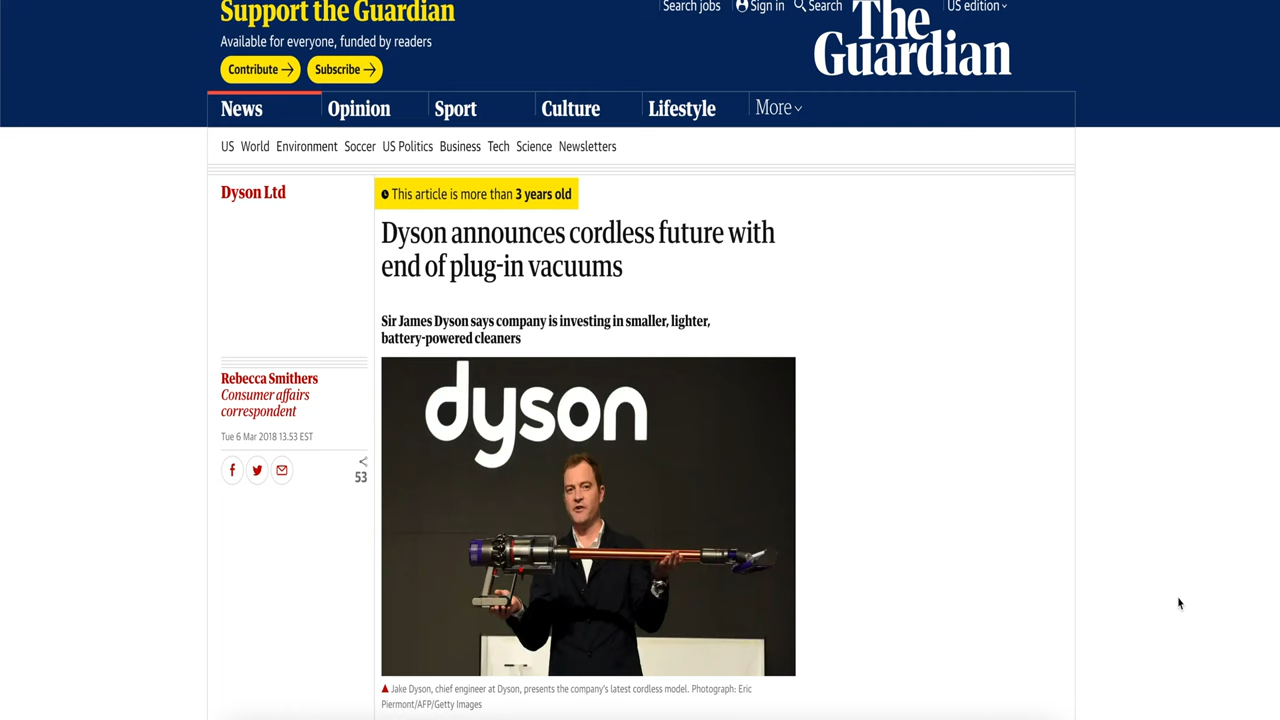 Support the Guardian
Available for everyone, funded by readers
Contribute
Subscribe
Search jobs
Sign in
Search
US edition
The
Guardian
News
Opinion
Sport
Culture
Lifestyle
More
US
World
Environment
Soccer
US Politics
Business
Tech
Science
Newsletters
Dyson Ltd
This article is more than 3 years old
Dyson announces cordless future with
end of plug-in vacuums
Sir James Dyson says company is investing in smaller, lighter,
battery-powered cleaners
Rebecca Smithers
Consumer affairs
correspondent
Tue 6 Mar 2018 13.53 EST
53
dyson
Jake Dyson, chief engineer at Dyson, presents the company's latest cordless model. Photograph: Eric
Piermont/AFP/Getty Images